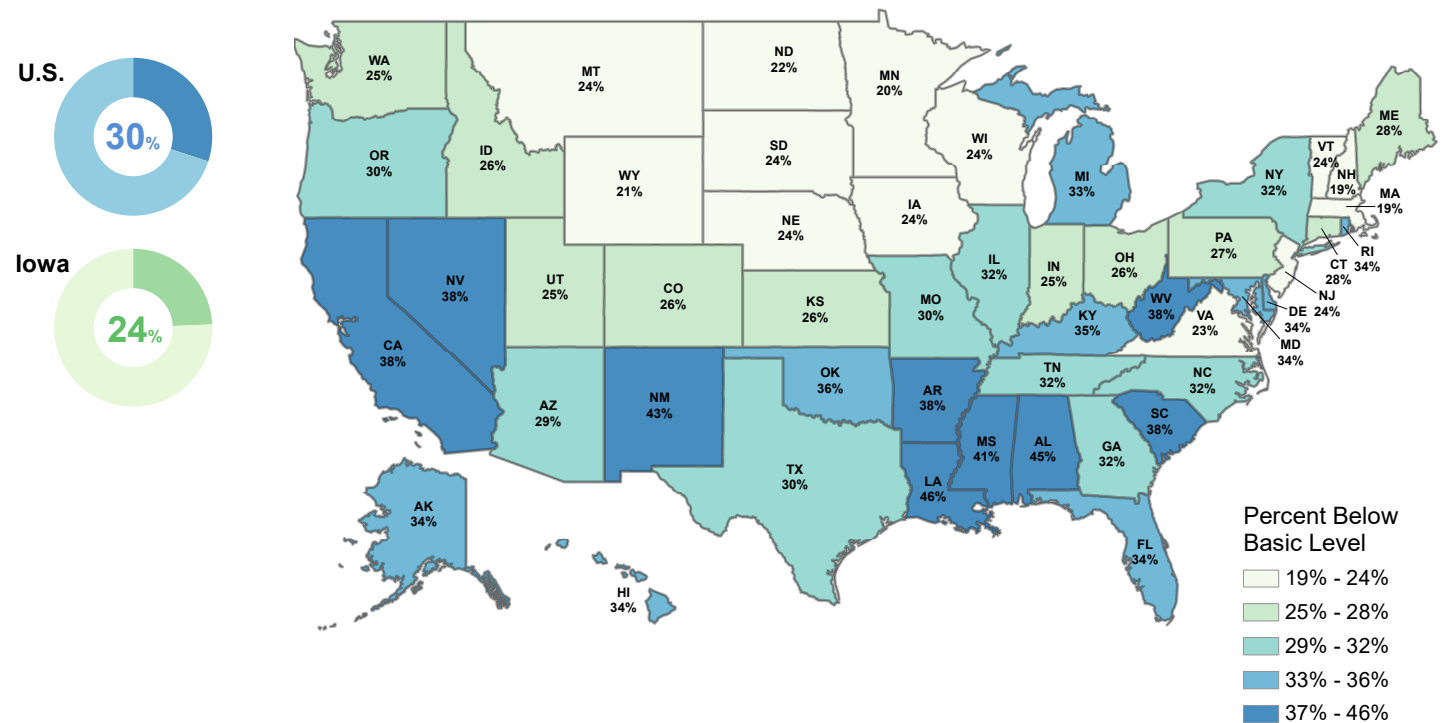 U.S.
30%
Iowa
24%
WA
25%
OR
30%
ID
26%
MT
24%
WY
21%
ND
22%
SD
24%
NE
24%
MN
20%
WI
24%
IA
24%
MI
33%
IL
32%
IN
25%
OH
26%
PA
27%
NY
32%
VT
24%
NH
19%
ME
28%
MA
19%
RI
34%
CT
28%
NJ
24%
DE
34%
MD
34%
VA
23%
WV
38%
KY
35%
TN
32%
NC
32%
SC
38%
GA
32%
FL
34%
AL
45%
MS
41%
LA
46%
AR
38%
MO
30%
KS
26%
OK
36%
TX
30%
NM
43%
CO
26%
UT
25%
AZ
29%
NV
38%
CA
38%
AK
34%
HI
34%
Percent Below
Basic Level
19% - 24%
25% - 28%
29% - 32%
33% - 36%
37% - 46%